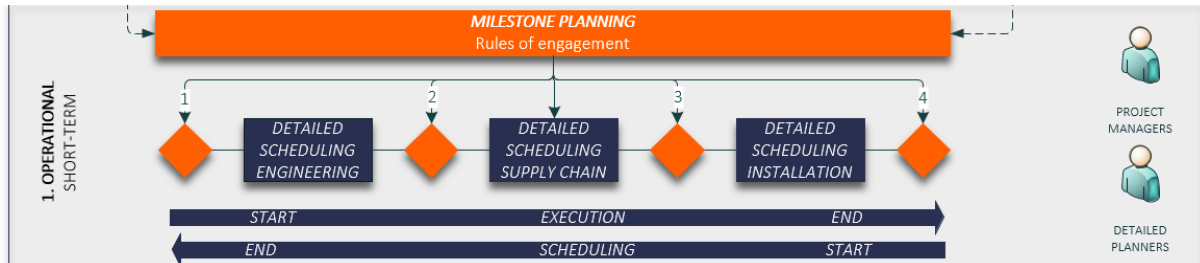 MILESTONE PLANNING
Rules of engagement
1. OPERATIONAL
SHORT-TERM
1
2
3
4
DETAILED
SCHEDULING
ENGINEERING
DETAILED
SCHEDULING
SUPPLY CHAIN
DETAILED
SCHEDULING
INSTALLATION
START EXECUTION END
END SCHEDULING START
PROJECT
MANAGERS
DETAILED
PLANNERS